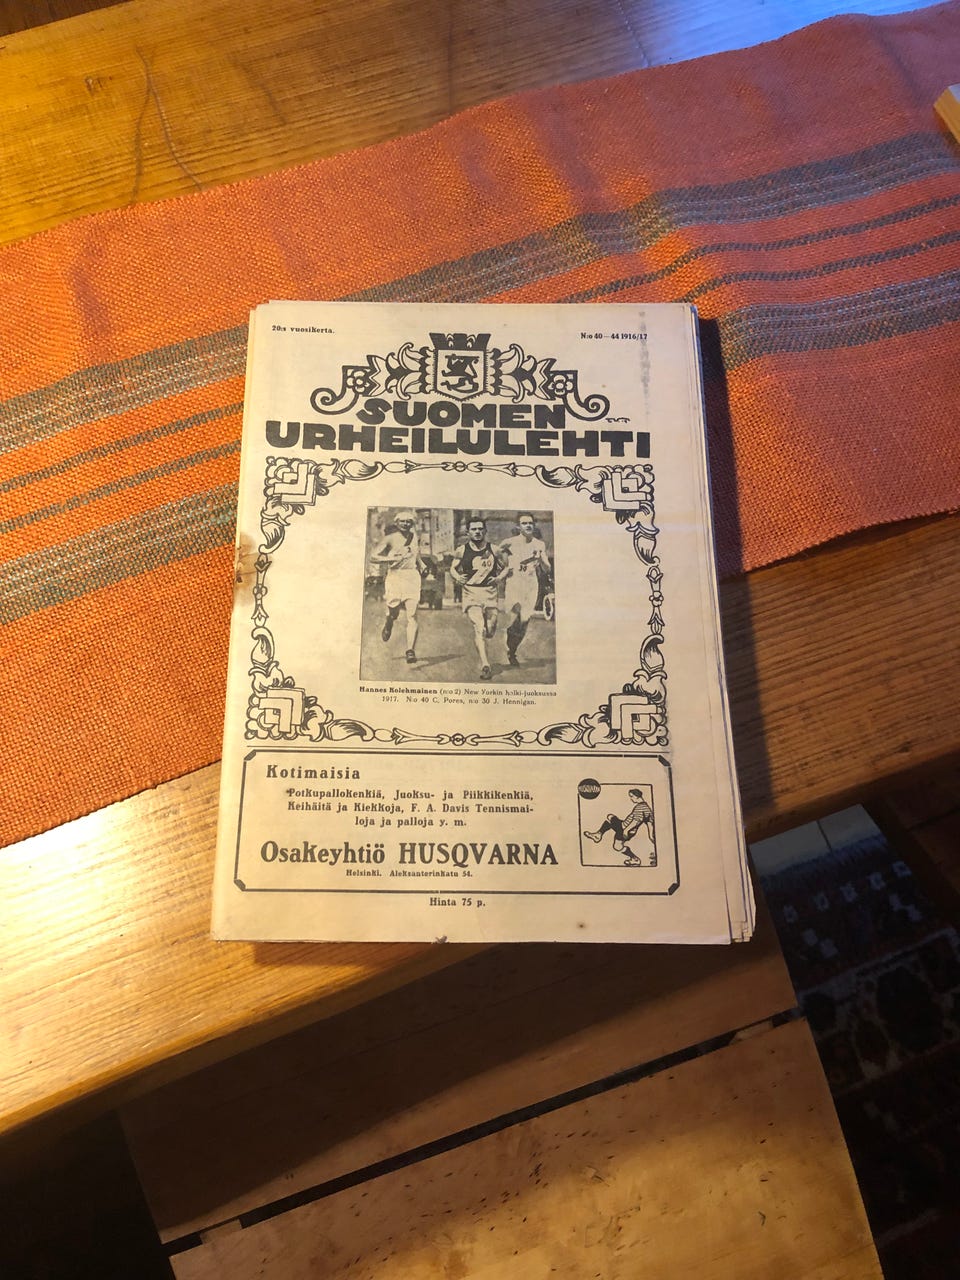 20:s vuosikerta.
N:o 40—44 1916/17
SUOMEN
URHEILULEHTI
Hannes Kolehmainen (n:o 2) New Yorkin halki-juoksussa
1917. N:o 40 C. Pores, n:o 30 J. Hennigan.
Kotimaisia
Potkupallokenkiä, Juoksu- ja Piikkikenkiä,
Keihäitä ja Kiekkoja, F. A. Davis Tennismai-
loja ja palloja y. m.
Osakeyhtiö HUSQVARNA
Helsinki. Aleksanterinkatu 54.
Hinta 75 p.